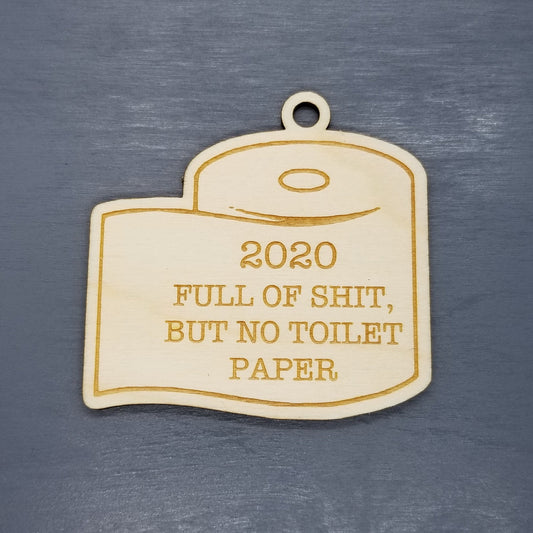 2020
FULL OF SHIT,
BUT NO TOILET
PAPER